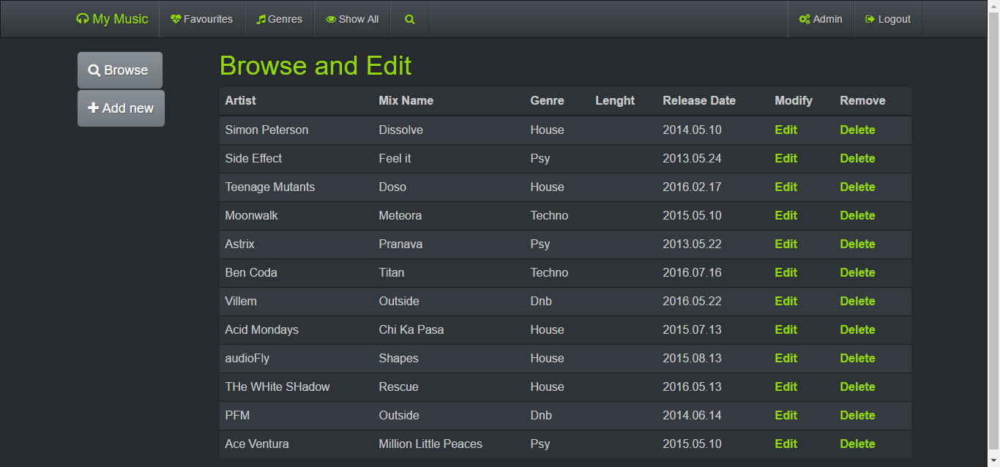 My Music Favourites Genres Show All Admin Logout
Browse
Add new
Browse and Edit
Artist Mix Name Genre Lenght Release Date Modify Remove
Simon Peterson Dissolve House 2014.05.10 Edit Delete
Side Effect Feel it Psy 2013.05.24 Edit Delete
Teenage Mutants Doso House 2016.02.17 Edit Delete
Moonwalk Meteora Techno 2015.05.10 Edit Delete
Astrix Pranava Psy 2013.05.22 Edit Delete
Ben Coda Titan Techno 2016.07.16 Edit Delete
Villem Outside Dnb 2016.05.22 Edit Delete
Acid Mondays Chi Ka Pasa House 2015.07.13 Edit Delete
audioFly Shapes House 2015.08.13 Edit Delete
THe WHite SHadow Rescue House 2016.05.13 Edit Delete
PFM Outside Dnb 2014.06.14 Edit Delete
Ace Ventura Million Little Peaces Psy 2015.05.10 Edit Delete